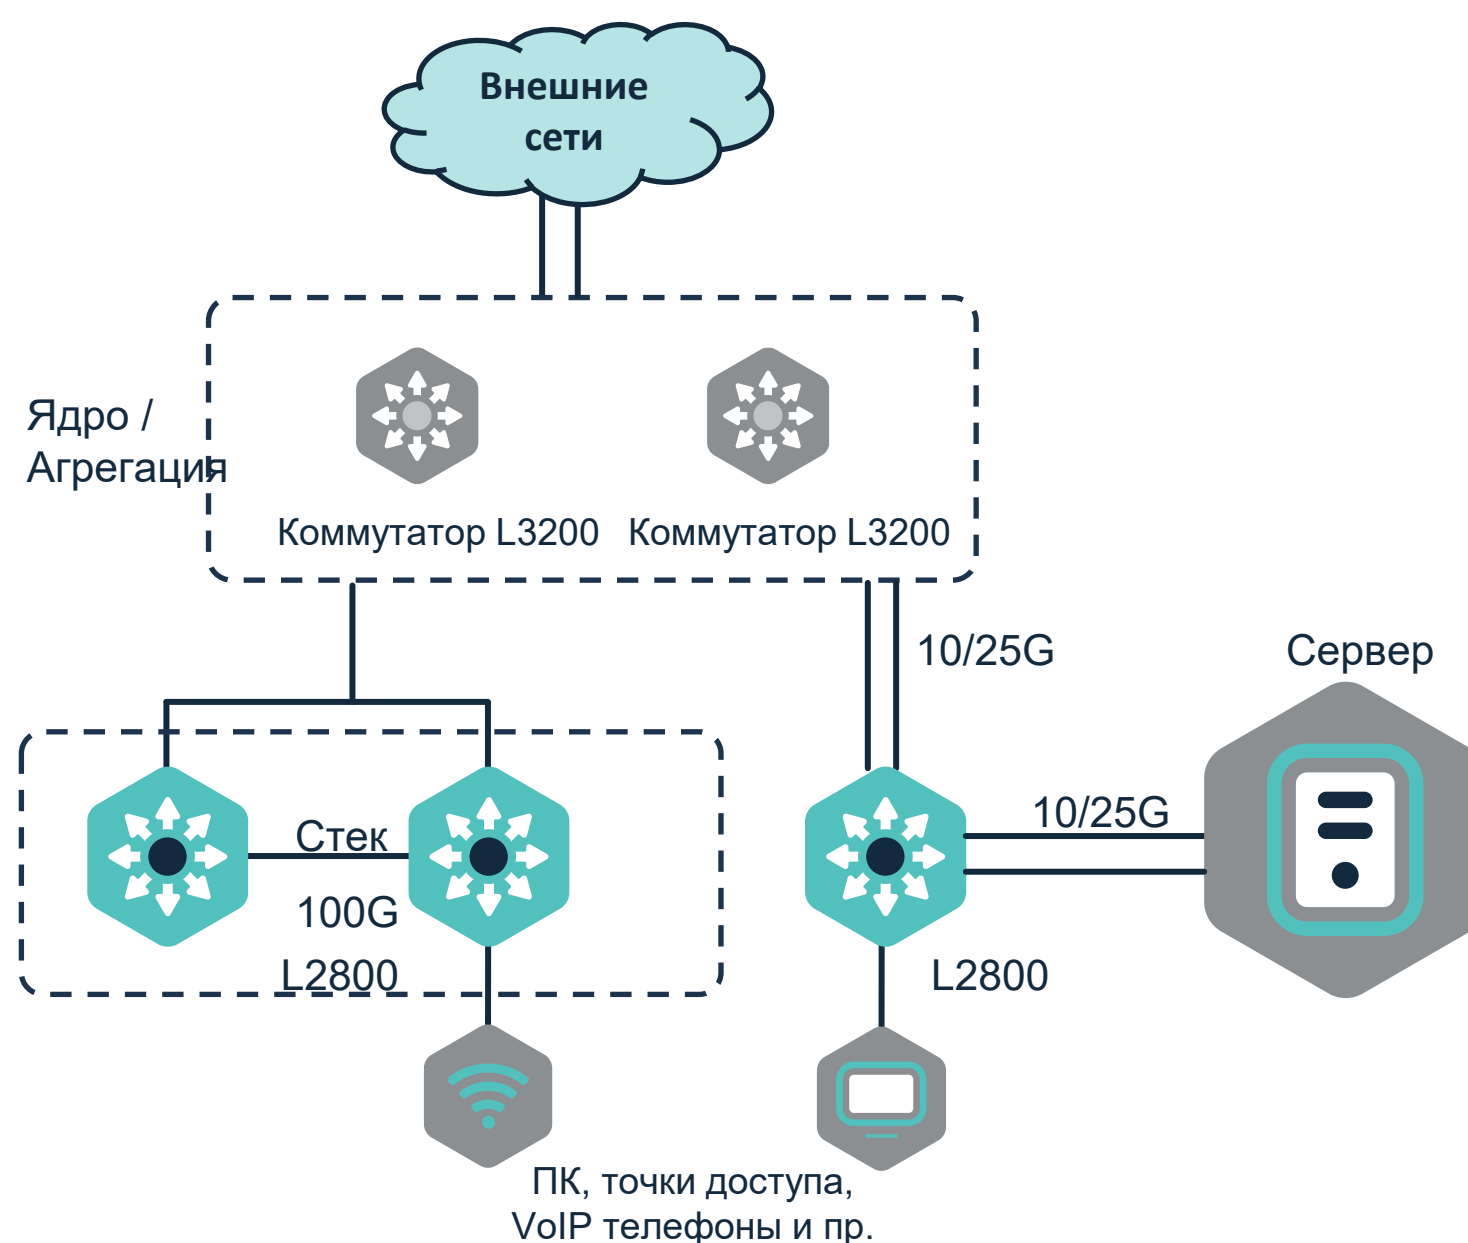 Внешние
сети
Ядро /
Агрегация
Коммутатор L3200
Коммутатор L3200
10/25G
Сервер
10/25G
Стек
100G
L2800
L2800
ПК, точки доступа,
VoIP телефоны и пр.